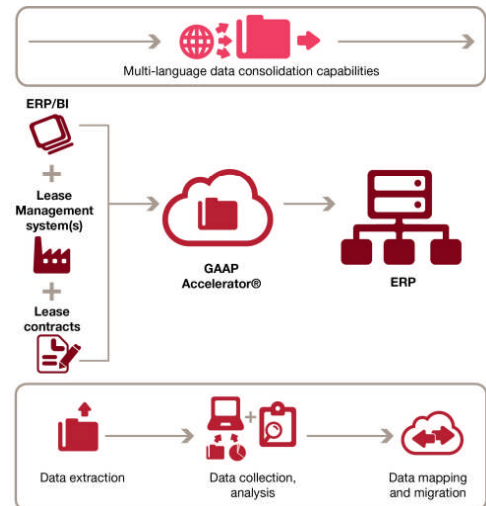 Multi-language data consolidation capabilities
ERP/BI
Lease
Management
system(s)
Lease
contracts
GAAP
Accelerator®
ERP
Data extraction
Data collection,
analysis
Data mapping
and migration